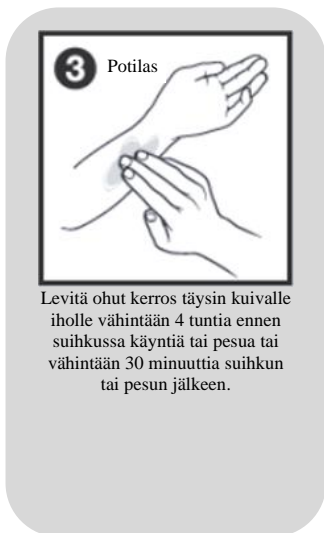 3 Potilas
Levitä ohut kerros täysin kuivalle
iholle vähintään 4 tuntia ennen
suihkussa käyntiä tai pesua tai
vähintään 30 minuuttia suihkun
tai pesun jälkeen.